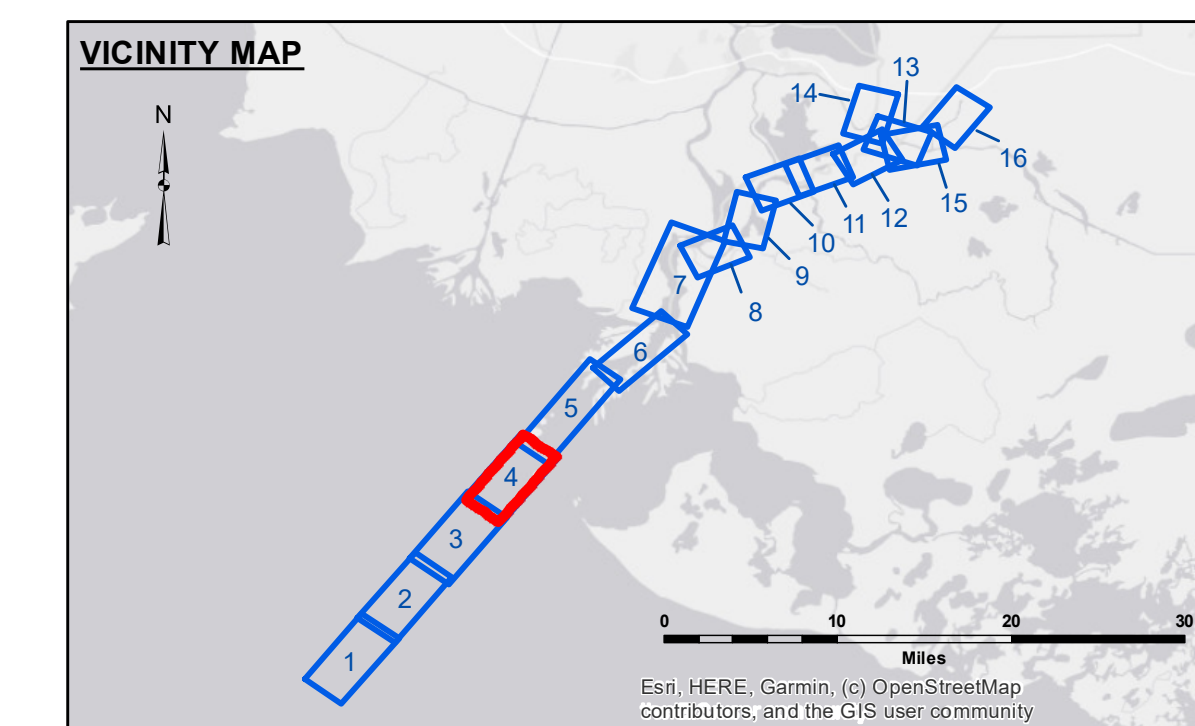 VICINITY MAP
N
13
14
16
15
12
11
10
9
8
7
6
5
4
3
2
1
0 10 20 30
Miles
Esri, HERE, Garmin, (c) OpenStreetMap
contributors, and the GIS user community